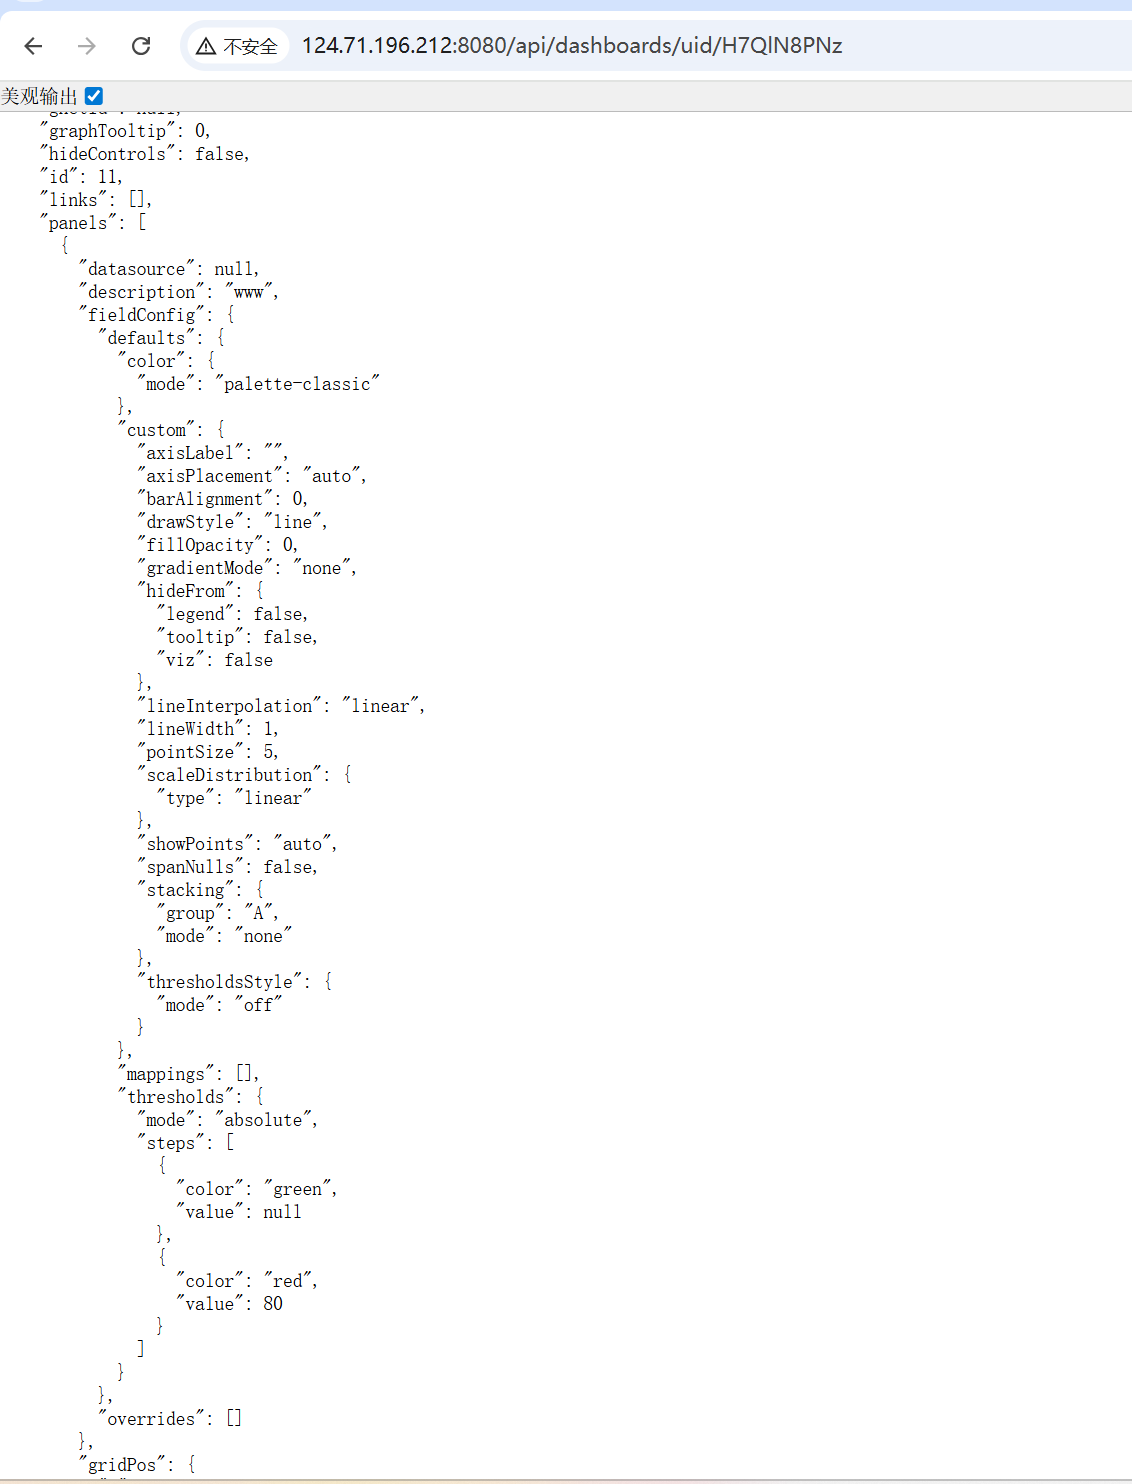 不安全 124.71.196.212:8080/api/dashboards/uid/H7QlN8PNz
美观输出
"graphTooltip": 0,
"hideControls": false,
"id": 11,
"links": [],
"panels": [
{
"datasource": null,
"description": "www",
"fieldConfig": {
"defaults": {
"color": {
"mode": "palette-classic"
},
"custom": {
"axisLabel": "",
"axisPlacement": "auto",
"barAlignment": 0,
"drawStyle": "line",
"fillOpacity": 0,
"gradientMode": "none",
"hideFrom": {
"legend": false,
"tooltip": false,
"viz": false
},
"lineInterpolation": "linear",
"lineWidth": 1,
"pointSize": 5,
"scaleDistribution": {
"type": "linear"
},
"showPoints": "auto",
"spanNulls": false,
"stacking": {
"group": "A",
"mode": "none"
},
"thresholdsStyle": {
"mode": "off"
}
},
"mappings": [],
"thresholds": {
"mode": "absolute",
"steps": [
{
"color": "green",
"value": null
},
{
"color": "red",
"value": 80
}
]
}
},
"overrides": []
},
"gridPos": {